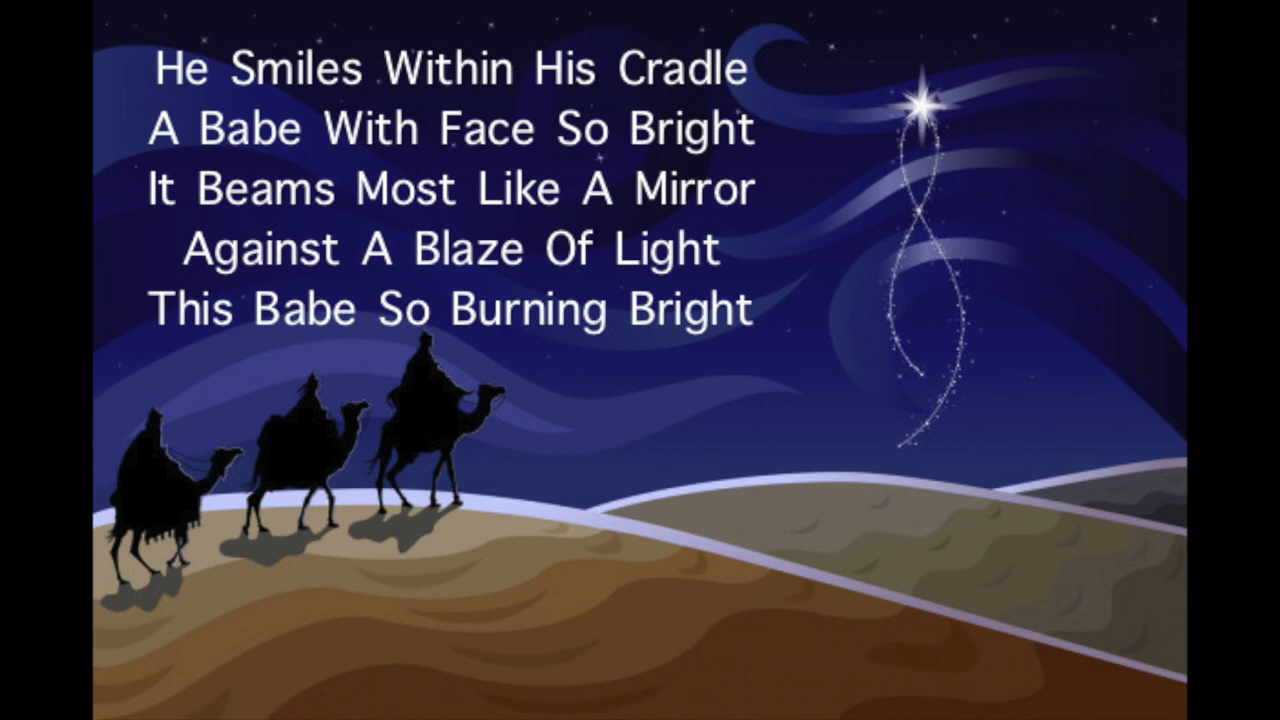 He Smiles Within His Cradle
A Babe With Face So Bright
It Beams Most Like A Mirror
Against A Blaze Of Light
This Babe So Burning Bright